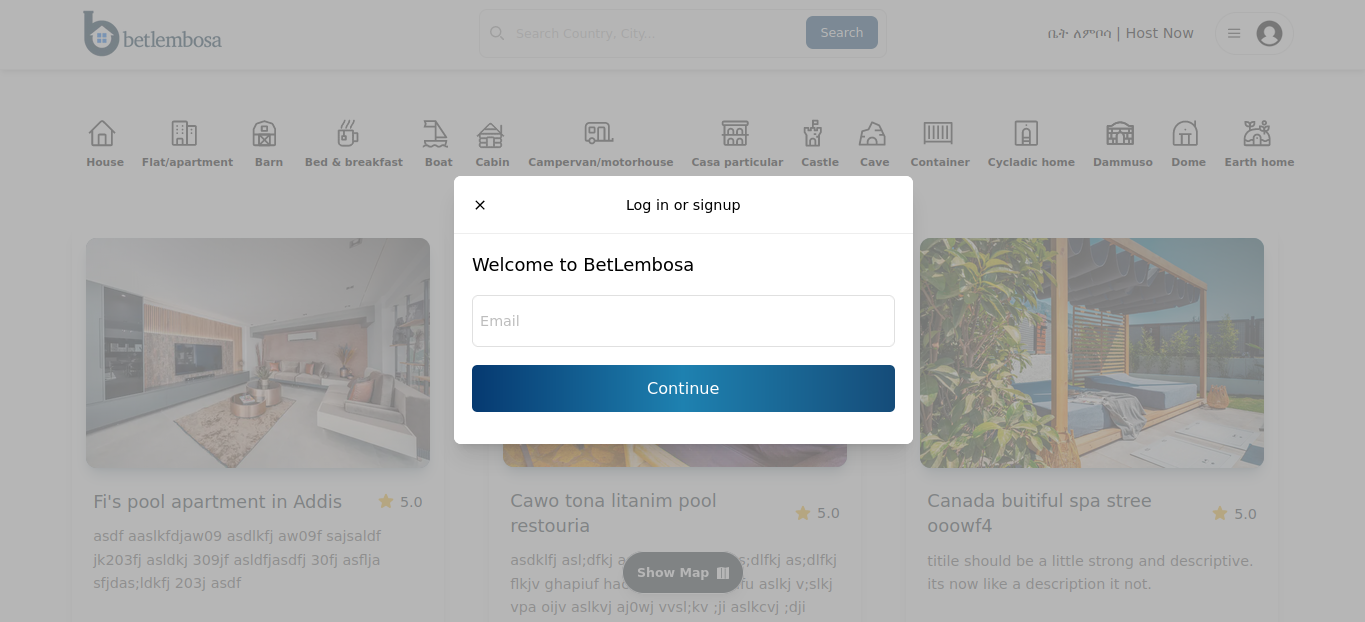 betlembosa
Search Country, City...
Search
ቤት ለምቦሳ | Host Now
House
Flat/apartment
Barn
Bed & breakfast
Boat
Cabin
Campervan/motorhouse
Casa particular
Castle
Cave
Container
Cycladic home
Dammuso
Dome
Earth home
✕
Log in or signup
Welcome to BetLembosa
Email
Continue
Fi's pool apartment in Addis
5.0
asdf aaslkfdjaw09 asdlkfj aw09f sajsaldf
jk203fj asldkj 309jf asldfjasdfj 30fj asflja
sfjdas;ldkfj 203j asdf
Cawo tona litanim pool
restouria
5.0
asdklfj asl;dfkj s;dlfkj as;dlfkj
flkjv ghapiuf aslkj v;slkj
vpa oijv aslkvj aj0wj vvsl;kv ;ji aslkcvj ;dji
Canada buitiful spa stree
ooowf4
5.0
titile should be a little strong and descriptive.
its now like a description it not.
Show Map